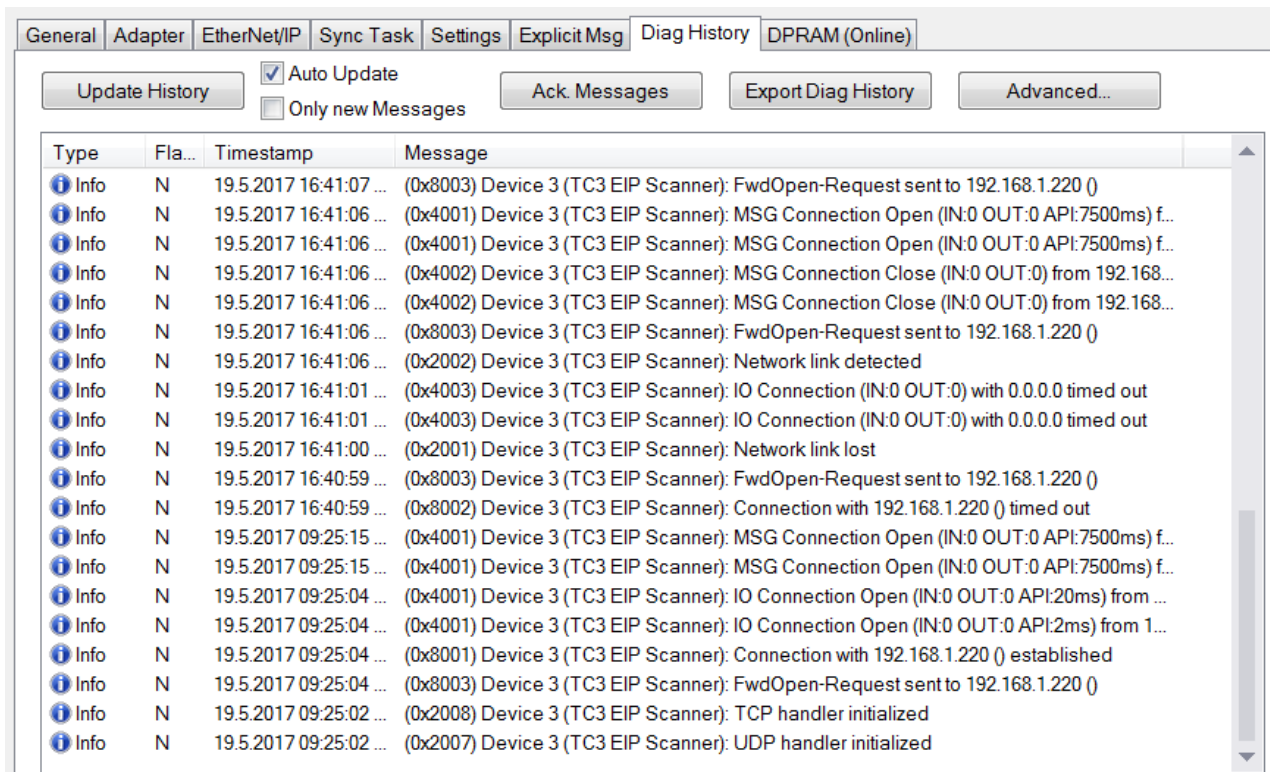 General Adapter EtherNet/IP Sync Task Settings Explicit Msg Diag History DPRAM (Online)
Update History Auto Update Ack. Messages Export Diag History Advanced...
Only new Messages
Type Fla... Timestamp Message
Info N 19.5.2017 16:41:07 ... (0x8003) Device 3 (TC3 EIP Scanner): FwdOpen-Request sent to 192.168.1.220 ()
Info N 19.5.2017 16:41:06 ... (0x4001) Device 3 (TC3 EIP Scanner): MSG Connection Open (IN:0 OUT:0 API:7500ms) f...
Info N 19.5.2017 16:41:06 ... (0x4001) Device 3 (TC3 EIP Scanner): MSG Connection Open (IN:0 OUT:0 API:7500ms) f...
Info N 19.5.2017 16:41:06 ... (0x4002) Device 3 (TC3 EIP Scanner): MSG Connection Close (IN:0 OUT:0) from 192.168...
Info N 19.5.2017 16:41:06 ... (0x4002) Device 3 (TC3 EIP Scanner): MSG Connection Close (IN:0 OUT:0) from 192.168...
Info N 19.5.2017 16:41:06 ... (0x8003) Device 3 (TC3 EIP Scanner): FwdOpen-Request sent to 192.168.1.220 ()
Info N 19.5.2017 16:41:06 ... (0x2002) Device 3 (TC3 EIP Scanner): Network link detected
Info N 19.5.2017 16:41:01 ... (0x4003) Device 3 (TC3 EIP Scanner): IO Connection (IN:0 OUT:0) with 0.0.0.0 timed out
Info N 19.5.2017 16:41:01 ... (0x4003) Device 3 (TC3 EIP Scanner): IO Connection (IN:0 OUT:0) with 0.0.0.0 timed out
Info N 19.5.2017 16:41:00 ... (0x2001) Device 3 (TC3 EIP Scanner): Network link lost
Info N 19.5.2017 16:40:59 ... (0x8003) Device 3 (TC3 EIP Scanner): FwdOpen-Request sent to 192.168.1.220 ()
Info N 19.5.2017 16:40:59 ... (0x8002) Device 3 (TC3 EIP Scanner): Connection with 192.168.1.220 () timed out
Info N 19.5.2017 09:25:15 ... (0x4001) Device 3 (TC3 EIP Scanner): MSG Connection Open (IN:0 OUT:0 API:7500ms) f...
Info N 19.5.2017 09:25:15 ... (0x4001) Device 3 (TC3 EIP Scanner): MSG Connection Open (IN:0 OUT:0 API:7500ms) f...
Info N 19.5.2017 09:25:04 ... (0x4001) Device 3 (TC3 EIP Scanner): IO Connection Open (IN:0 OUT:0 API:20ms) from ...
Info N 19.5.2017 09:25:04 ... (0x4001) Device 3 (TC3 EIP Scanner): IO Connection Open (IN:0 OUT:0 API:2ms) from 1...
Info N 19.5.2017 09:25:04 ... (0x8001) Device 3 (TC3 EIP Scanner): Connection with 192.168.1.220 () established
Info N 19.5.2017 09:25:04 ... (0x8003) Device 3 (TC3 EIP Scanner): FwdOpen-Request sent to 192.168.1.220 ()
Info N 19.5.2017 09:25:02 ... (0x2008) Device 3 (TC3 EIP Scanner): TCP handler initialized
Info N 19.5.2017 09:25:02 ... (0x2007) Device 3 (TC3 EIP Scanner): UDP handler initialized